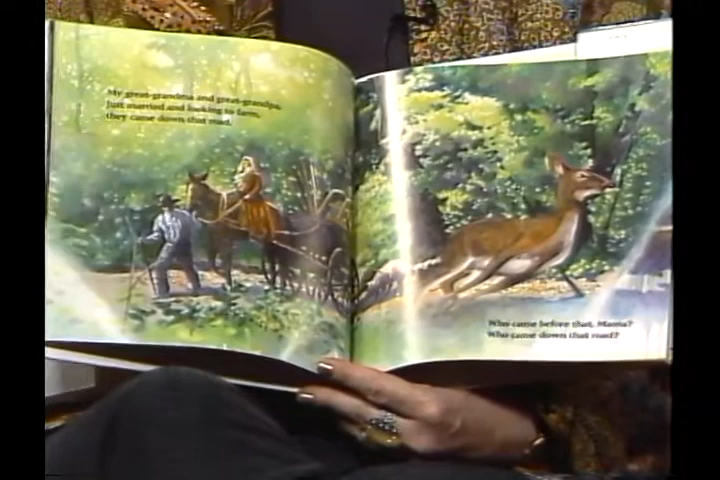 My great-grandma and great-grandpa,
just married and looking to farm,
they came down that road.
Who came before that, Mama?
Who came down that road?